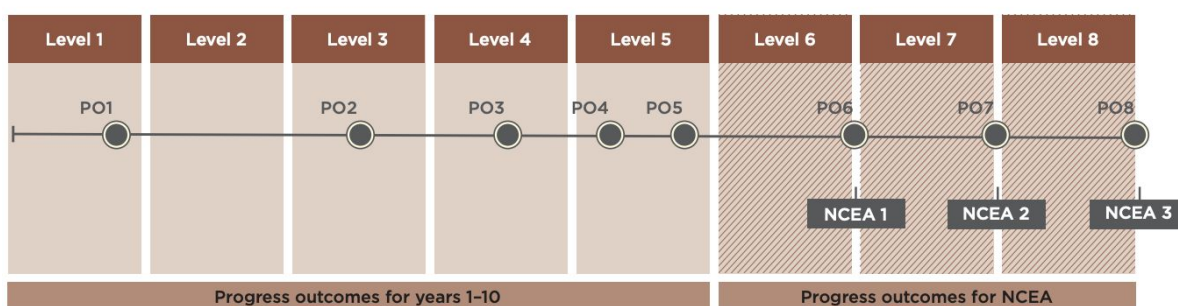 Level 1 Level 2 Level 3 Level 4 Level 5 Level 6 Level 7 Level 8
PO1 PO2 PO3 PO4 PO5 PO6 PO7 PO8
NCEA 1 NCEA 2 NCEA 3
Progress outcomes for years 1–10 Progress outcomes for NCEA